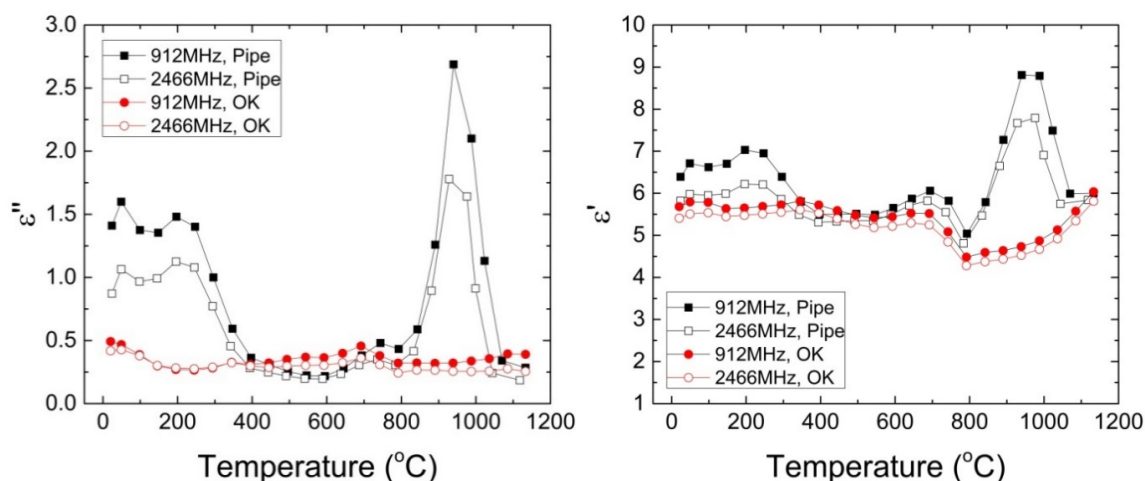 3.0
2.5
2.0
1.5
1.0
0.5
0.0
ε"
912MHz, Pipe
2466MHz, Pipe
912MHz, OK
2466MHz, OK
0 200 400 600 800 1000 1200
Temperature (°C)
10
9
8
7
6
5
4
3
2
1
ε'
912MHz, Pipe
2466MHz, Pipe
912MHz, OK
2466MHz, OK
0 200 400 600 800 1000 1200
Temperature (°C)